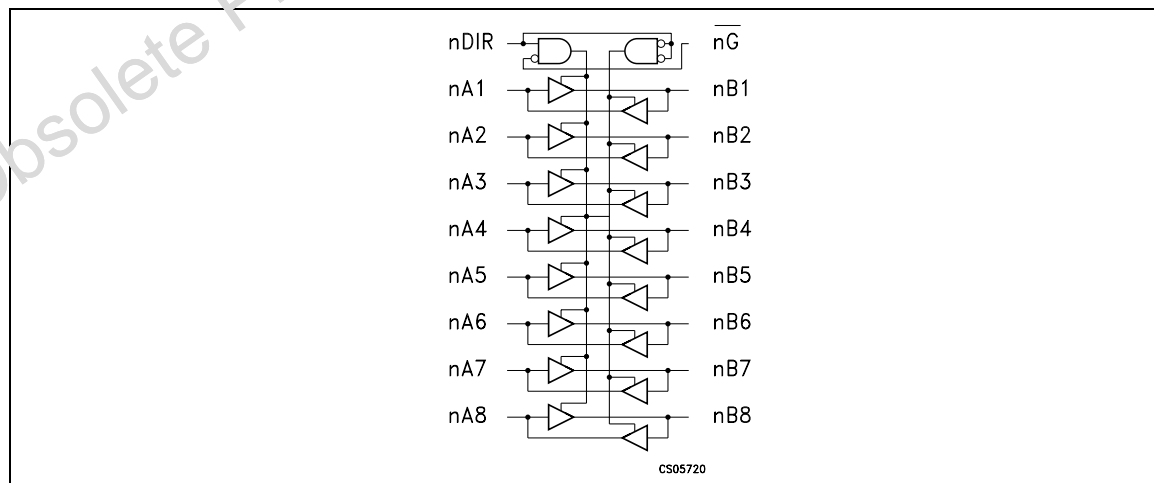 Obsolete P
nDIR nG̅
nA1 nB1
nA2 nB2
nA3 nB3
nA4 nB4
nA5 nB5
nA6 nB6
nA7 nB7
nA8 nB8
CS05720